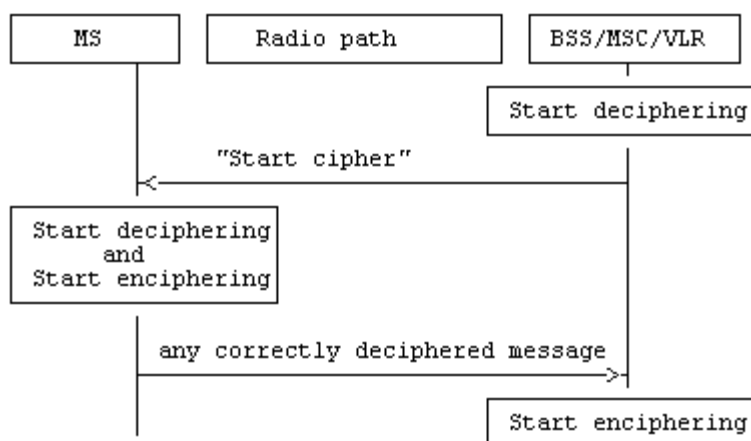 MS
Radio path
BSS/MSC/VLR
Start deciphering
"Start cipher"
Start deciphering
and
Start enciphering
any correctly deciphered message
Start enciphering